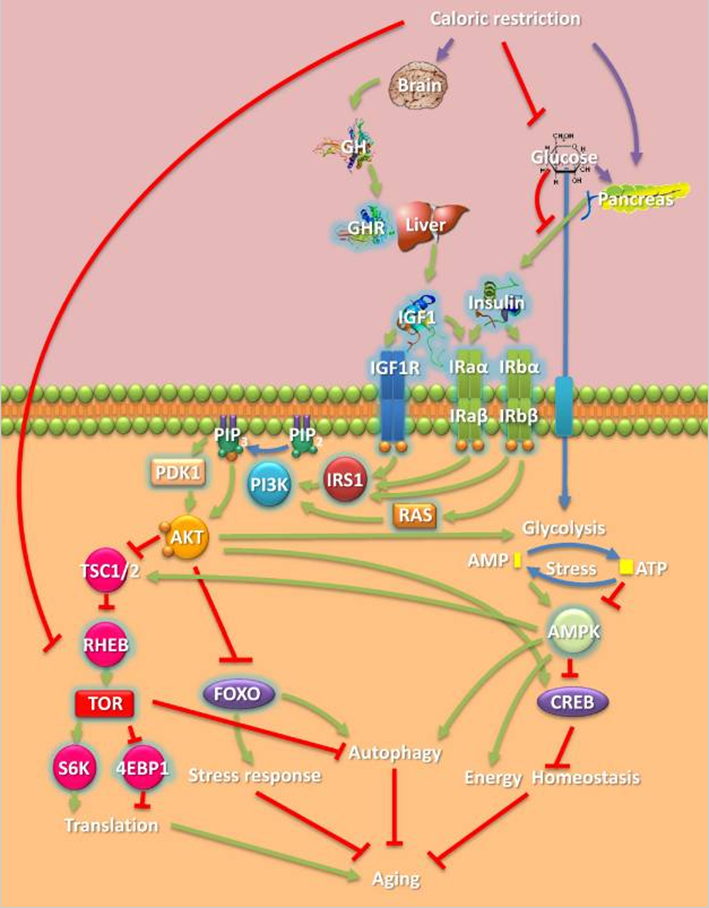 Caloric restriction
Brain
GH
CH₂OH
H
O
H
H
OH
Glucose
Pancreas
GHR
Liver
IGF1
Insulin
IGF1R
IRaα
IRbα
IRaβ
IRbβ
PIP3
PIP2
PDK1
PI3K
IRS1
RAS
AKT
Glycolysis
TSC1/2
AMP
Stress
ATP
RHEB
AMPK
TOR
FOXO
CREB
S6K
4EBP1
Stress response
Autophagy
Energy Homeostasis
Translation
Aging